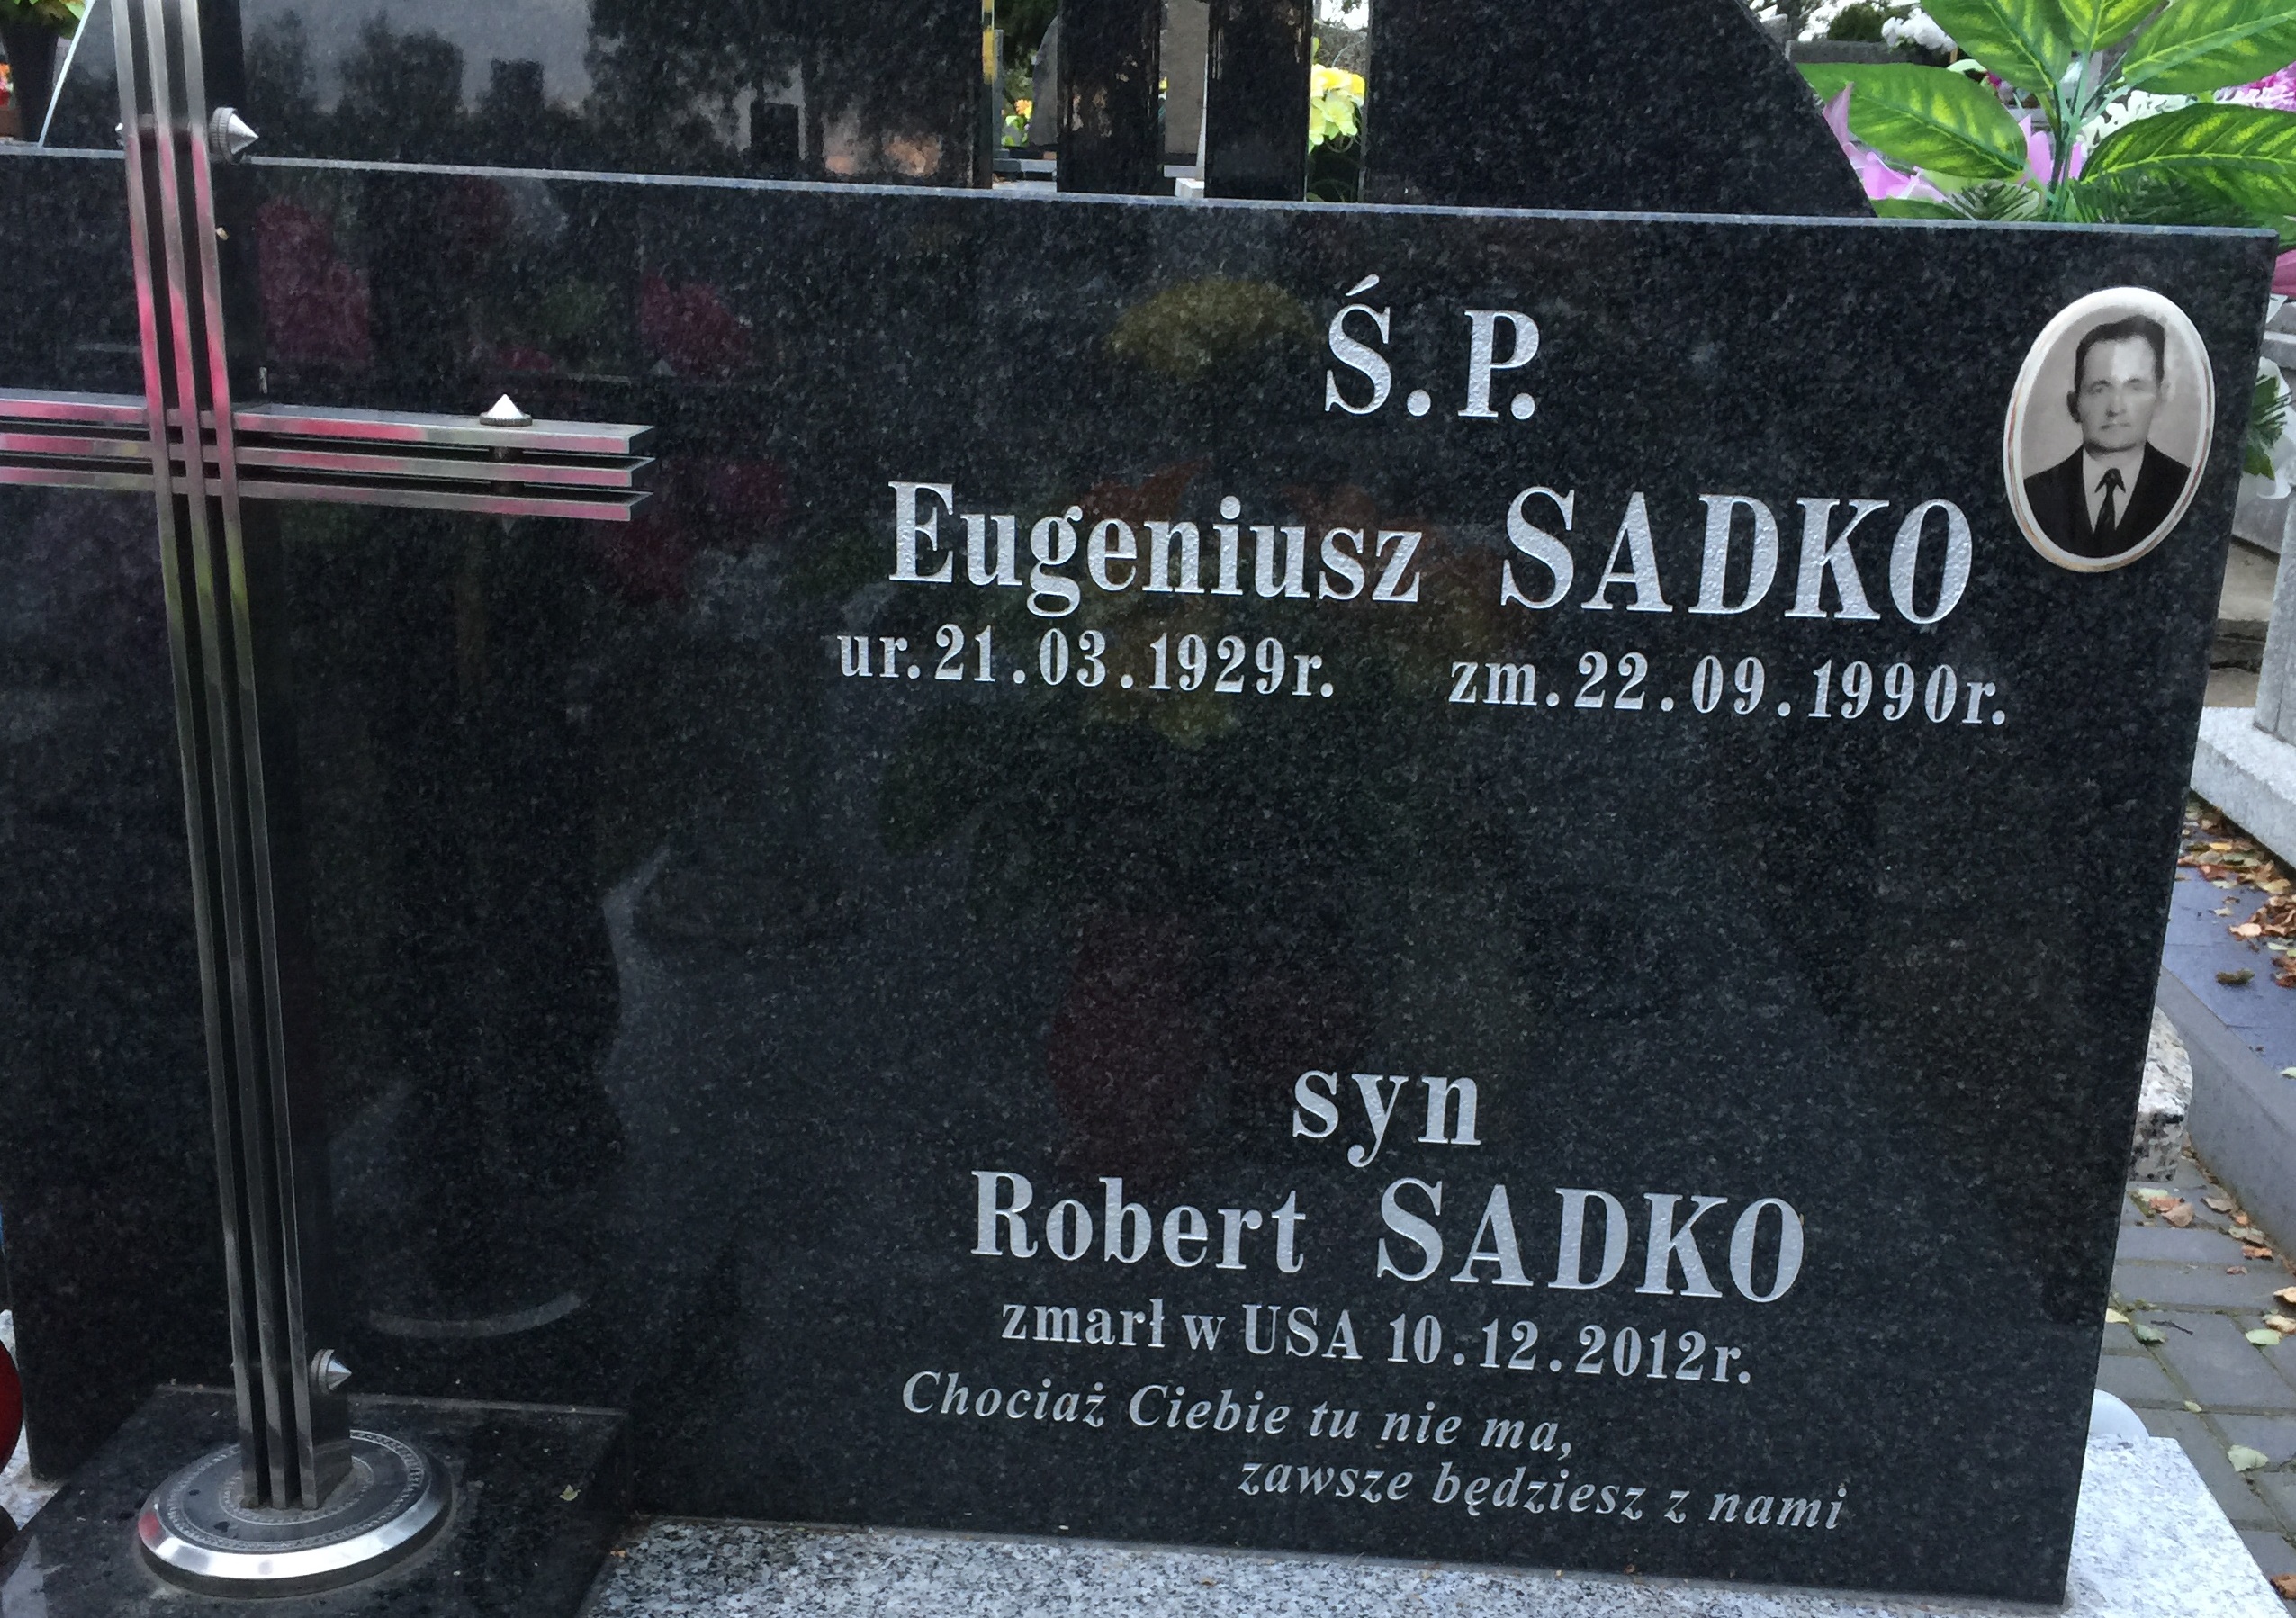 Ś. P.
Eugeniusz SADKO
ur. 21.03.1929r. zm. 22.09.1990r.
syn
Robert SADKO
zmarł w USA 10.12.2012r.
Chociaż Ciebie tu nie ma,
zawsze będziesz z nami